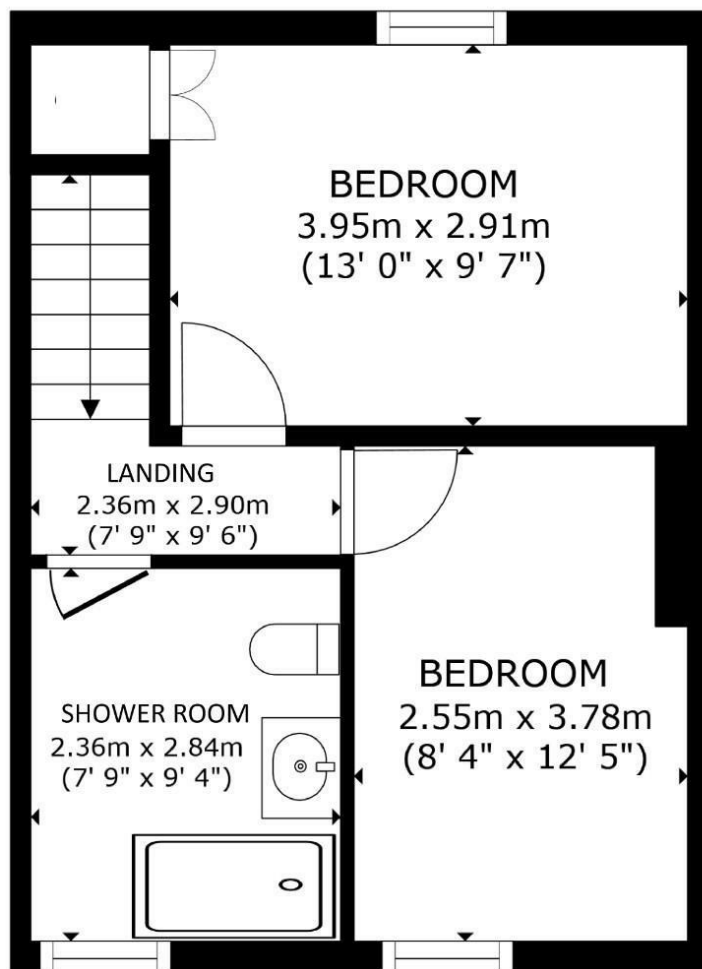 BEDROOM
3.95m x 2.91m
(13' 0" x 9' 7")
LANDING
2.36m x 2.90m
(7' 9" x 9' 6")
BEDROOM
2.55m x 3.78m
(8' 4" x 12' 5")
SHOWER ROOM
2.36m x 2.84m
(7' 9" x 9' 4")